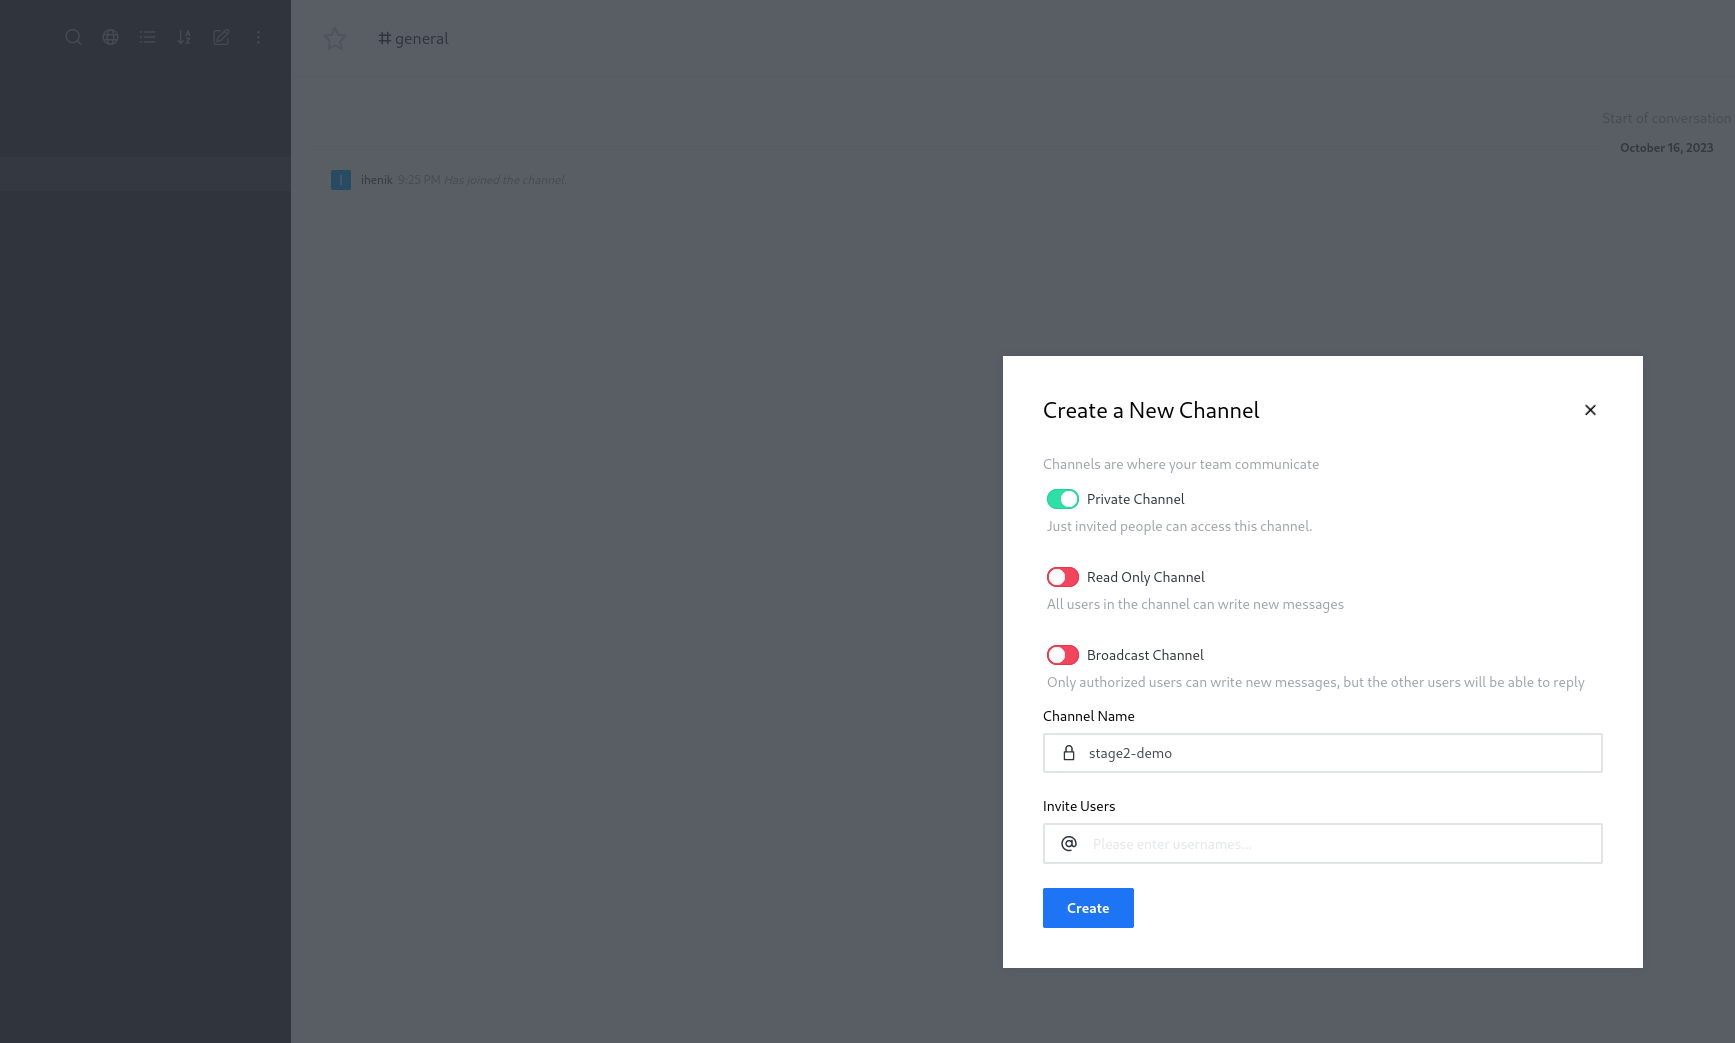 # general
Start of conversation
October 16, 2023
I ihenik 9:25 PM Has joined the channel.
Create a New Channel
Channels are where your team communicate
Private Channel
Just invited people can access this channel.
Read Only Channel
All users in the channel can write new messages
Broadcast Channel
Only authorized users can write new messages, but the other users will be able to reply
Channel Name
stage2-demo
Invite Users
@ Please enter usernames...
Create